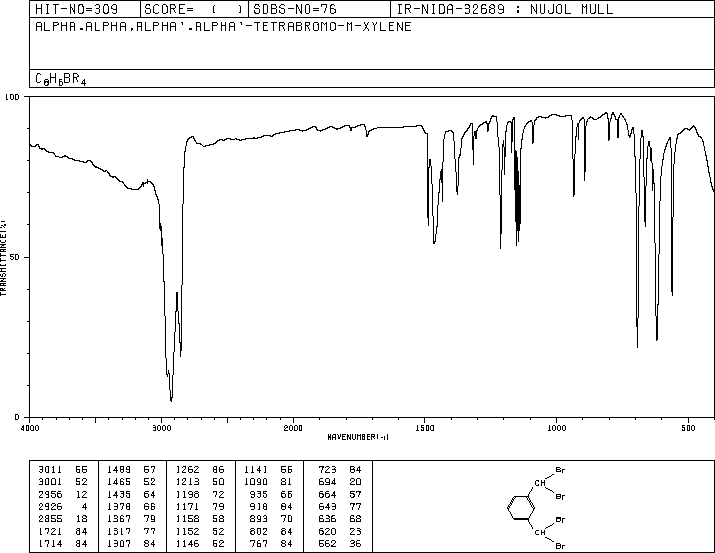 HIT-NO=309 SCORE= ( ) SDBS-NO=76 IR-NIDA-32689 : NUJOL MULL
ALPHA,ALPHA,ALPHA',ALPHA'-TETRABROMO-M-XYLENE
C8H6BR4
100
TRANSMITTANCE(%)
50
0
4000 3000 2000 1500 1000 500
WAVENUMBER(-1)
3011 66 1489 57 1262 86 1141 55 723 84
3001 52 1465 52 1213 50 1090 81 694 20
2956 12 1435 64 1198 72 935 66 664 57
2926 4 1378 66 1171 79 918 84 643 77
2855 18 1367 79 1158 58 893 70 636 68
1721 84 1317 77 1152 52 802 84 620 23
1714 84 1307 84 1146 52 767 84 562 36
Br
CH
Br
Br
CH
Br